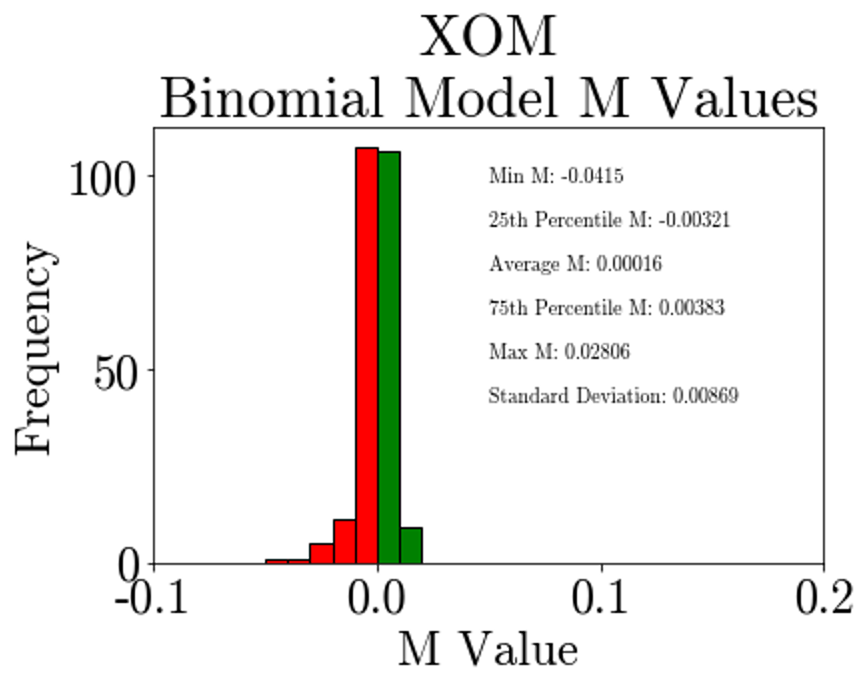 XOM
Binomial Model M Values
100
50
0
Frequency
Min M: -0.0415
25th Percentile M: -0.00321
Average M: 0.00016
75th Percentile M: 0.00383
Max M: 0.02806
Standard Deviation: 0.00869
-0.1 0.0 0.1 0.2
M Value